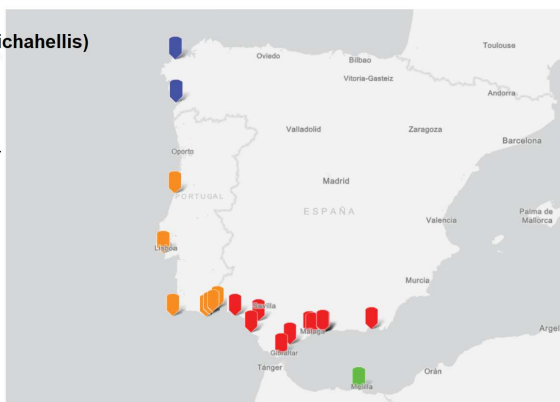 ichahellis)
Toulouse
Oviedo
Bilbao
Vitoria-Gasteiz
Andorra
Valladolid
Zaragoza
Barcelona
Oporto
Madrid
PORTUGAL
ESPAÑA
Palma de
Mallorca
Valencia
Lisboa
Murcia
Sevilla
Argel
Málaga
Gibraltar
Tánger
Orán
Melilla